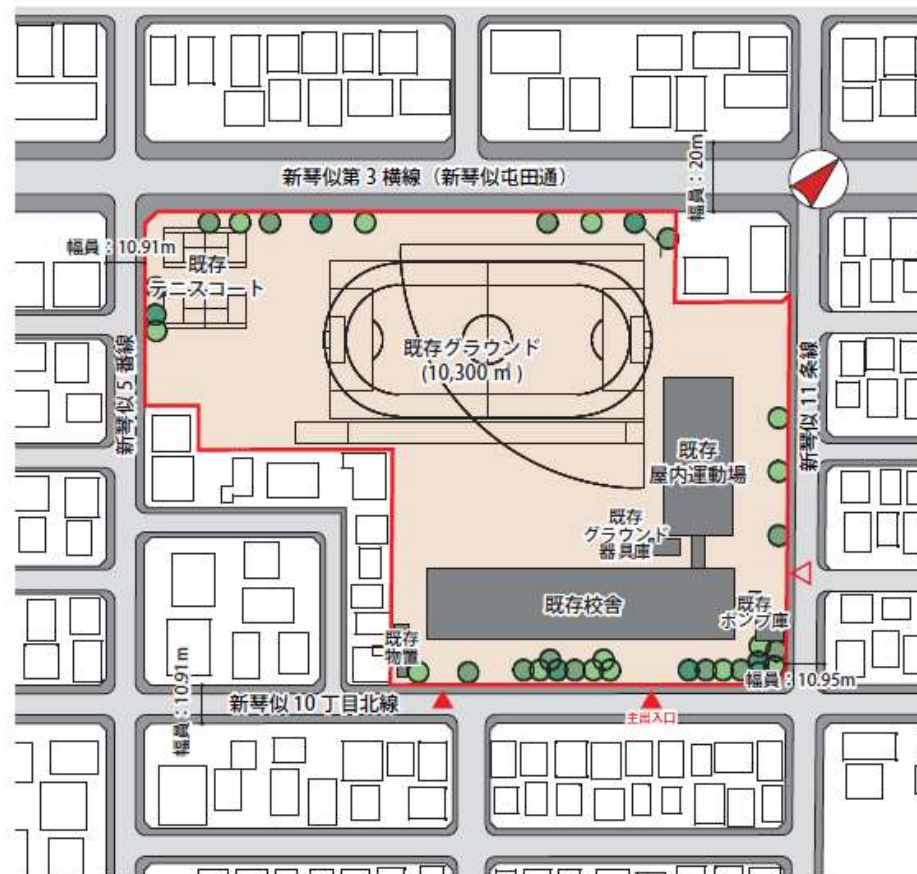 新琴似第3横線（新琴似屯田通）
幅員：20m
幅員：10.91m
既存
テニスコート
新琴似5番線
既存グラウンド
(10,300㎡)
新琴似11条線
既存
屋内運動場
既存
グラウンド
器具庫
既存校舎
既存
ポンプ庫
既存
物置
幅員：10.95m
幅員：10.91m
新琴似10丁目北線
主出入口